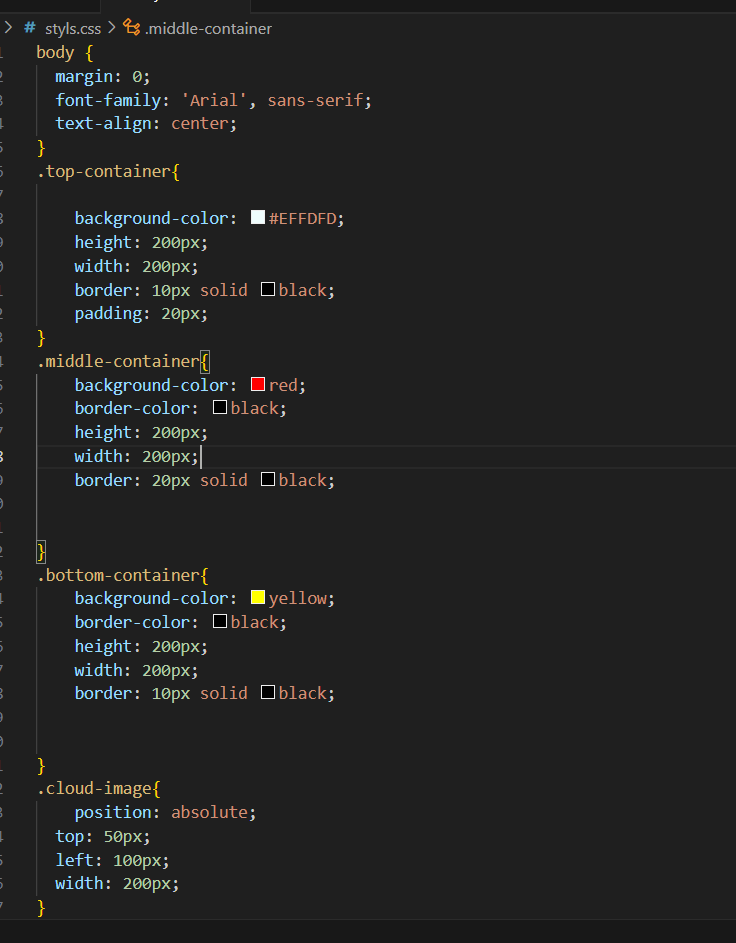 # styls.css > .middle-container
body {
margin: 0;
font-family: 'Arial', sans-serif;
text-align: center;
}
.top-container{
background-color: #EFFDFD;
height: 200px;
width: 200px;
border: 10px solid black;
padding: 20px;
}
.middle-container{
background-color: red;
border-color: black;
height: 200px;
width: 200px;
border: 20px solid black;
}
.bottom-container{
background-color: yellow;
border-color: black;
height: 200px;
width: 200px;
border: 10px solid black;
}
.cloud-image{
position: absolute;
top: 50px;
left: 100px;
width: 200px;
}